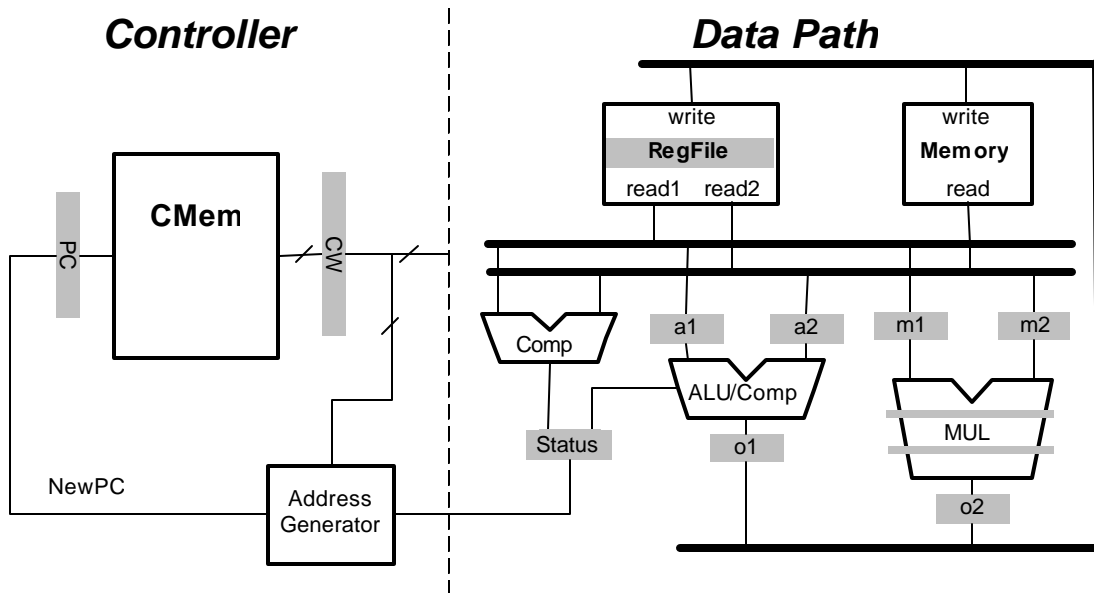 Controller
Data Path
write
RegFile
read1 read2
write
Memory
read
CMem
PC
CW
Comp
a1
a2
m1
m2
ALU/Comp
MUL
Status
o1
o2
NewPC
Address
Generator